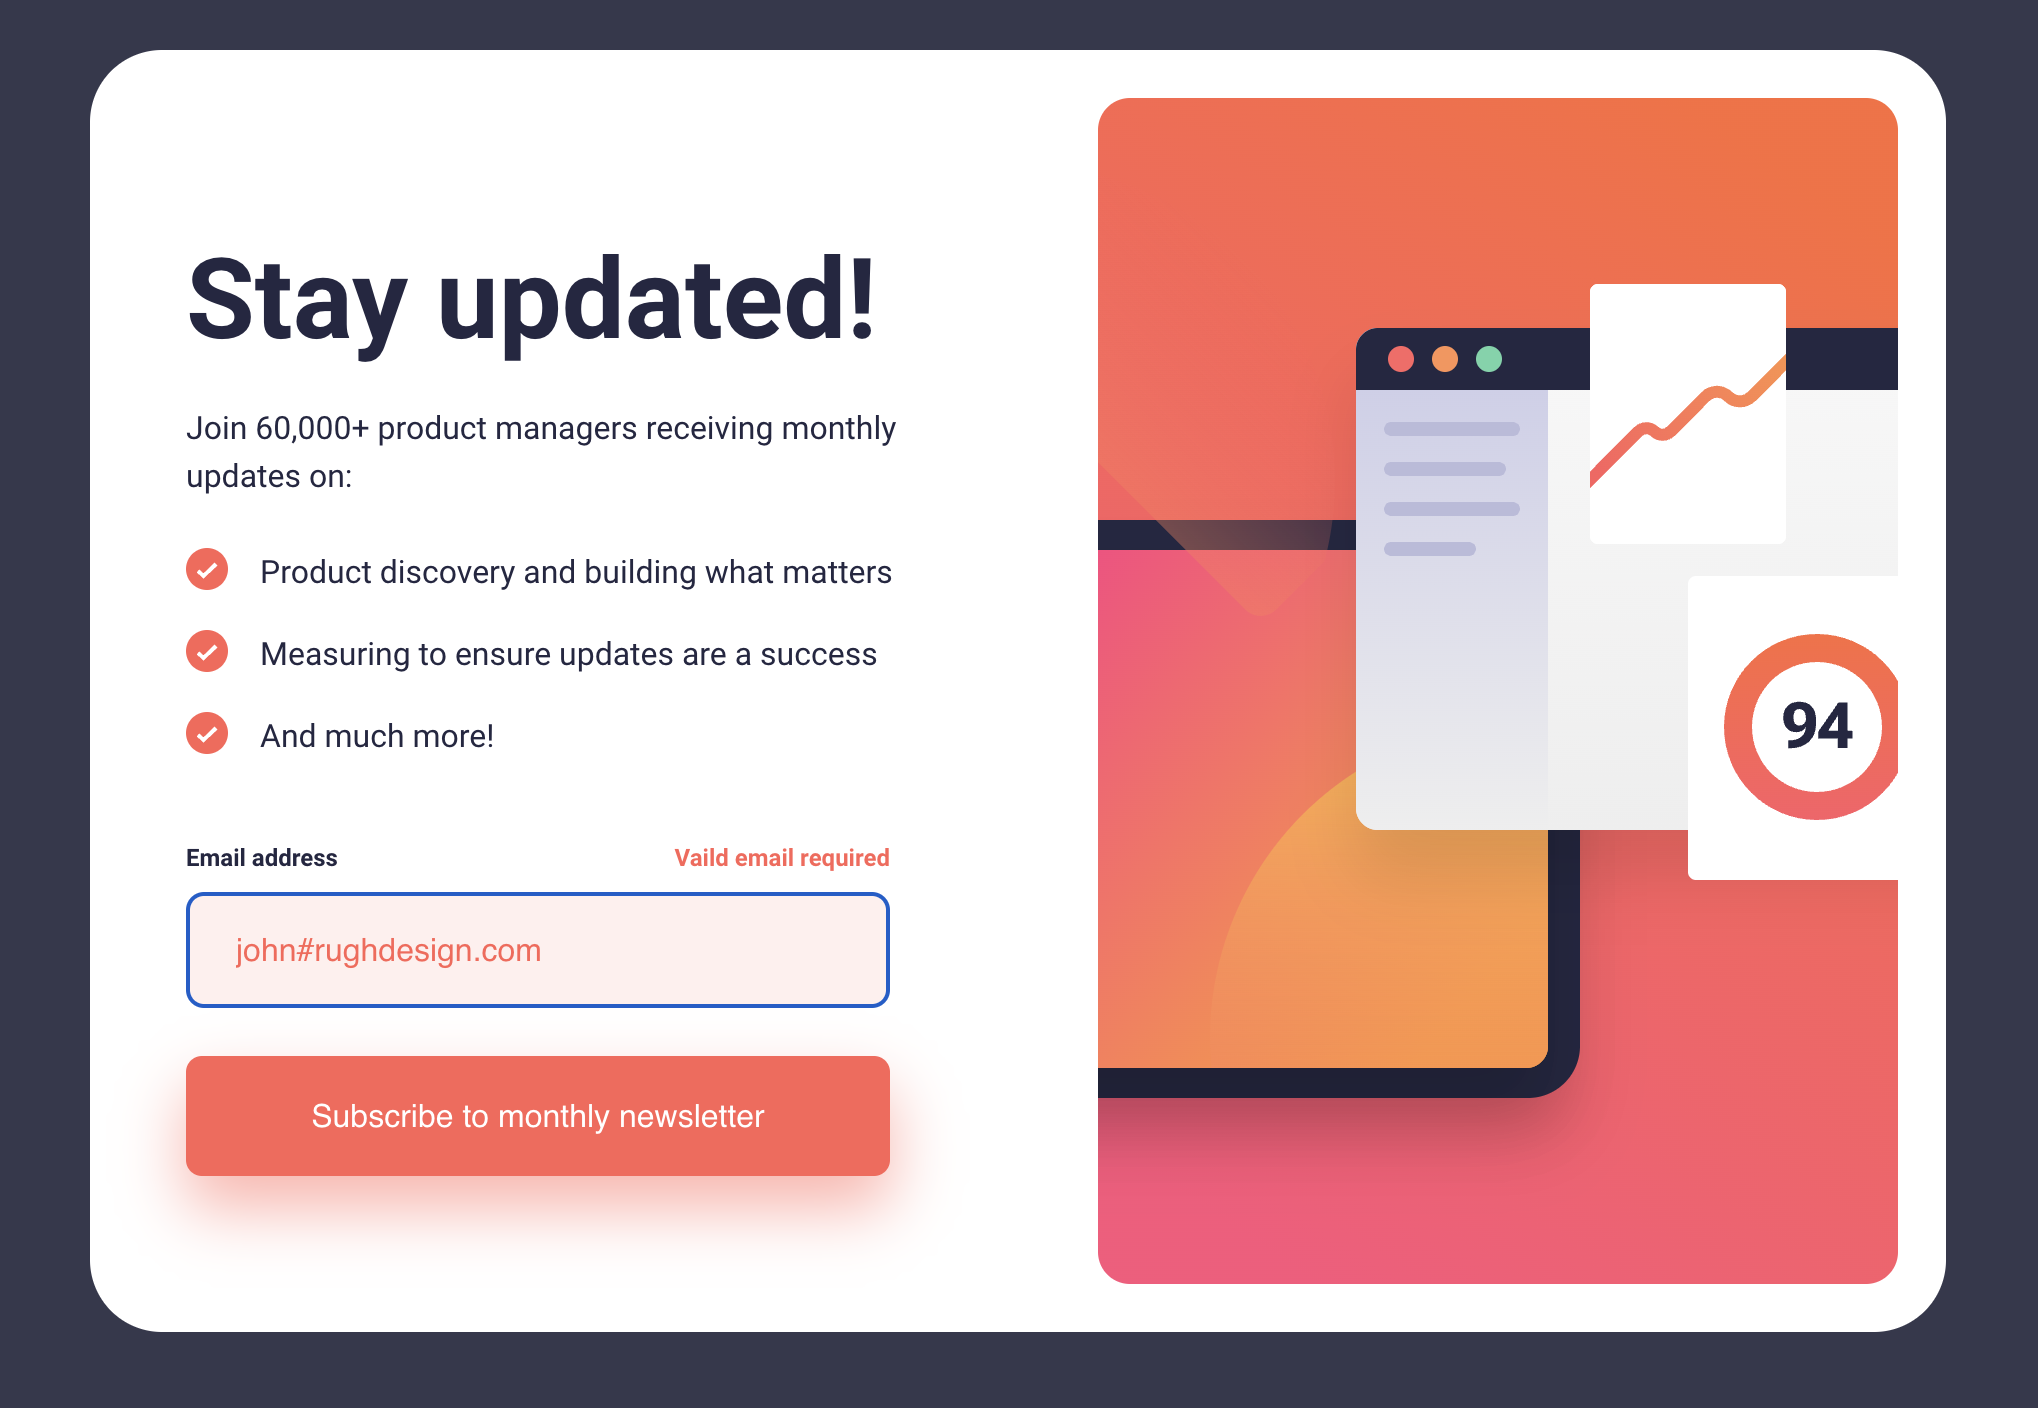 Stay updated!
Join 60,000+ product managers receiving monthly
updates on:
Product discovery and building what matters
Measuring to ensure updates are a success
And much more!
Email address
Vaild email required
john#rughdesign.com
Subscribe to monthly newsletter
94